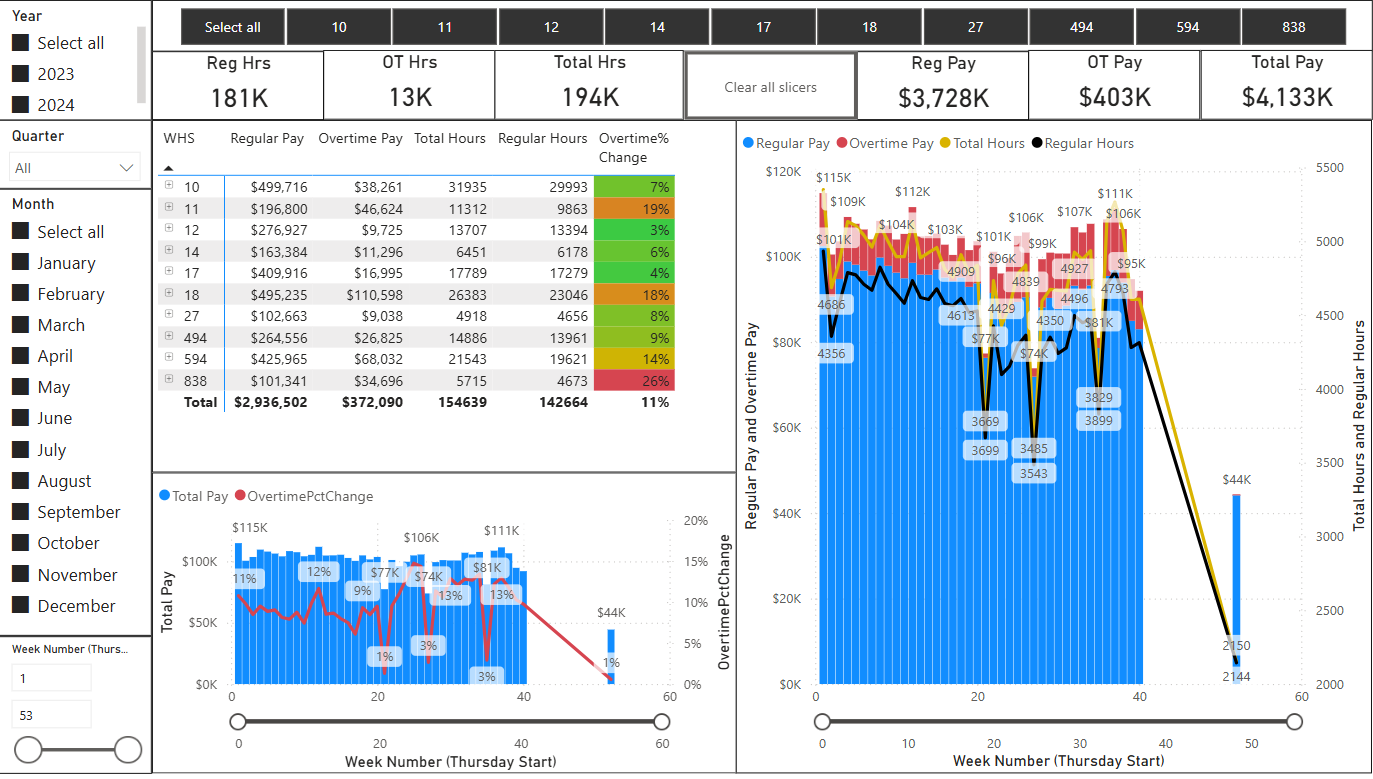 Year
Select all
2023
2024
Quarter
All
Month
Select all
January
February
March
April
May
June
July
August
September
October
November
December
Week Number (Thurs...
1
53
Select all 10 11 12 14 17 18 27 494 594 838
Reg Hrs OT Hrs Total Hrs Clear all slicers Reg Pay OT Pay Total Pay
181K 13K 194K $3,728K $403K $4,133K
WHS Regular Pay Overtime Pay Total Hours Regular Hours Overtime%
Change
10 $499,716 $38,261 31935 29993 7%
11 $196,800 $46,624 11312 9863 19%
12 $276,927 $9,725 13707 13394 3%
14 $163,384 $11,296 6451 6178 6%
17 $409,916 $16,995 17789 17279 4%
18 $495,235 $110,598 26383 23046 18%
27 $102,663 $9,038 4918 4656 8%
494 $264,556 $26,825 14886 13961 9%
594 $425,965 $68,032 21543 19621 14%
838 $101,341 $34,696 5715 4673 26%
Total $2,936,502 $372,090 154639 142664 11%
Total Pay OvertimePctChange
Total Pay
$100K
$50K
$0K
$115K
$106K
$111K
11%
12%
9%
$77K
$74K
13%
$81K
13%
1%
3%
3%
$44K
1%
20%
15%
10%
5%
0%
OvertimePctChange
0 20 40 60
0 20 40 60
Week Number (Thursday Start)
Regular Pay Overtime Pay Total Hours Regular Hours
Regular Pay and Overtime Pay
$120K
$100K
$80K
$60K
$40K
$20K
$0K
$115K
$109K
$112K
$111K
$101K
$104K
$103K
$101K
$106K
$107K
$106K
$99K
$96K
$95K
4909
4839
4927
4793
4686
4613
4429
4350
4496
$81K
4356
$77K
$74K
3669
3699
3485
3543
3829
3899
$44K
2150
2144
5500
5000
4500
4000
3500
3000
2500
2000
Total Hours and Regular Hours
0 20 40 60
0 10 20 30 40 50
Week Number (Thursday Start)